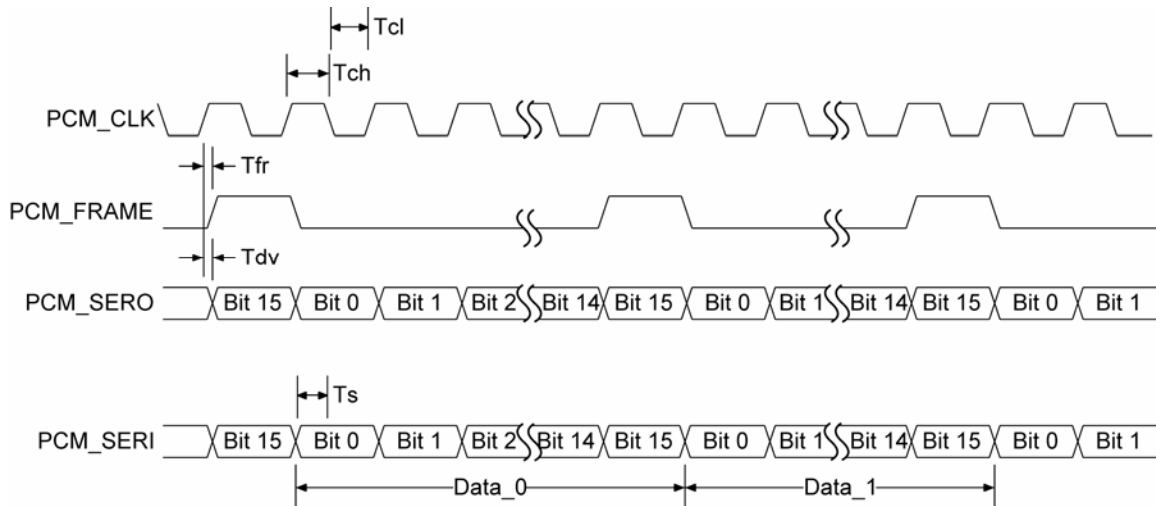 Tcl
Tch
PCM_CLK
Tfr
PCM_FRAME
Tdv
PCM_SERO Bit 15 Bit 0 Bit 1 Bit 2 Bit 14 Bit 15 Bit 0 Bit 1 Bit 14 Bit 15 Bit 0 Bit 1
Ts
PCM_SERI Bit 15 Bit 0 Bit 1 Bit 2 Bit 14 Bit 15 Bit 0 Bit 1 Bit 14 Bit 15 Bit 0 Bit 1
Data_0 Data_1